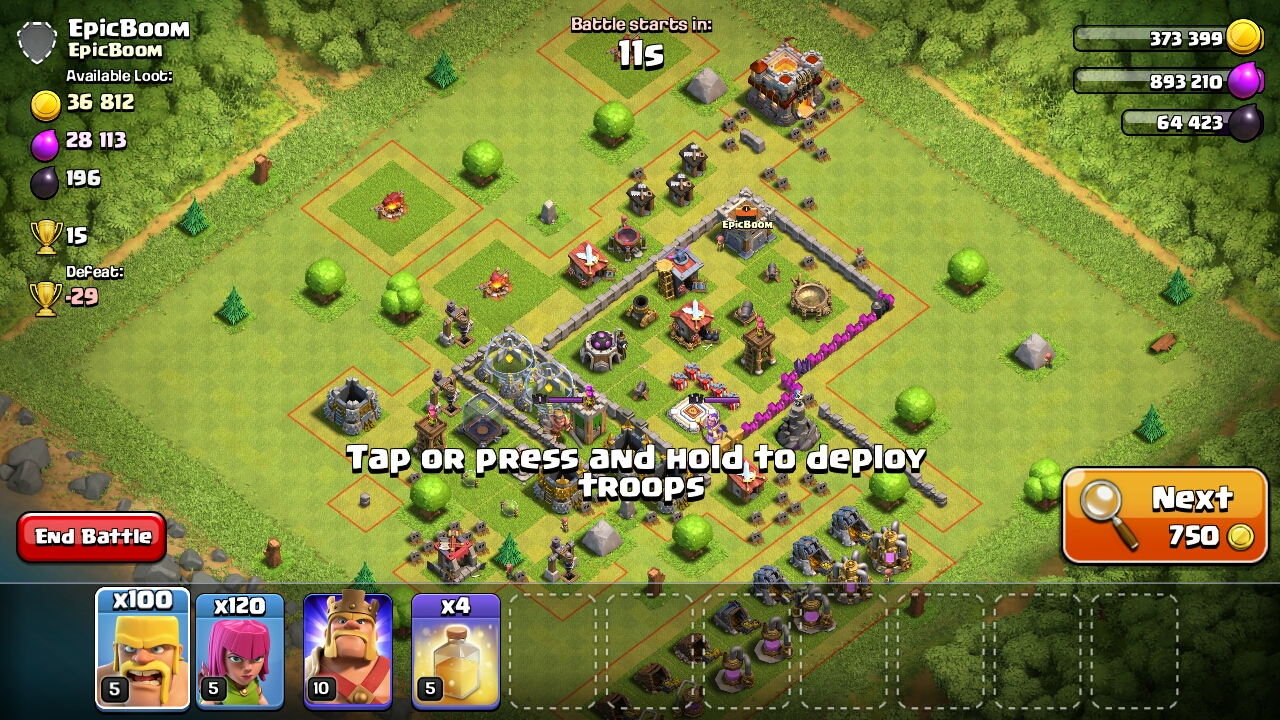 EpicBoom
EpicBoom
Available Loot:
36 812
28 113
196
15
Defeat:
-29
Battle starts in:
11s
373 399
893 210
64 423
EpicBoom
1
1
Tap or press and hold to deploy
troops
End Battle
Next
750
x100
5
x120
5
10
x4
5